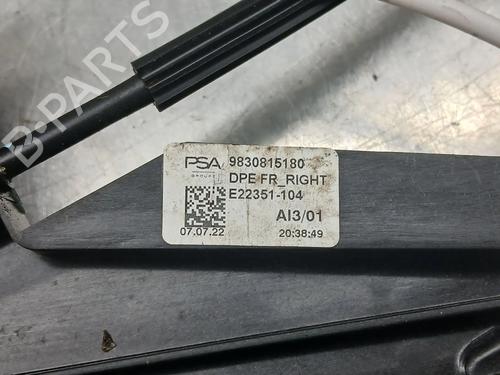 B-PARTS
PSA 9830815180
GROUPE DPE FR_RIGHT
E22351-104
AI3/01
07.07.22 20:38:49